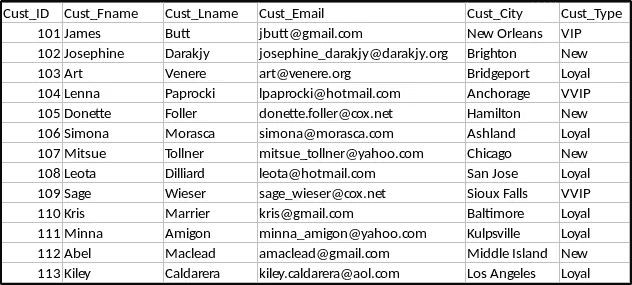 Cust_ID Cust_Fname Cust_Lname Cust_Email Cust_City Cust_Type
101 James Butt jbutt@gmail.com New Orleans VIP
102 Josephine Darakjy josephine_darakjy@darakjy.org Brighton New
103 Art Venere art@venere.org Bridgeport Loyal
104 Lenna Paprocki lpaprocki@hotmail.com Anchorage VVIP
105 Donette Foller donette.foller@cox.net Hamilton New
106 Simona Morasca simona@morasca.com Ashland Loyal
107 Mitsue Tollner mitsue_tollner@yahoo.com Chicago New
108 Leota Dilliard leota@hotmail.com San Jose Loyal
109 Sage Wieser sage_wieser@cox.net Sioux Falls VVIP
110 Kris Marrier kris@gmail.com Baltimore Loyal
111 Minna Amigon minna_amigon@yahoo.com Kulpsville Loyal
112 Abel Maclead amaclead@gmail.com Middle Island New
113 Kiley Caldarera kiley.caldarera@aol.com Los Angeles Loyal